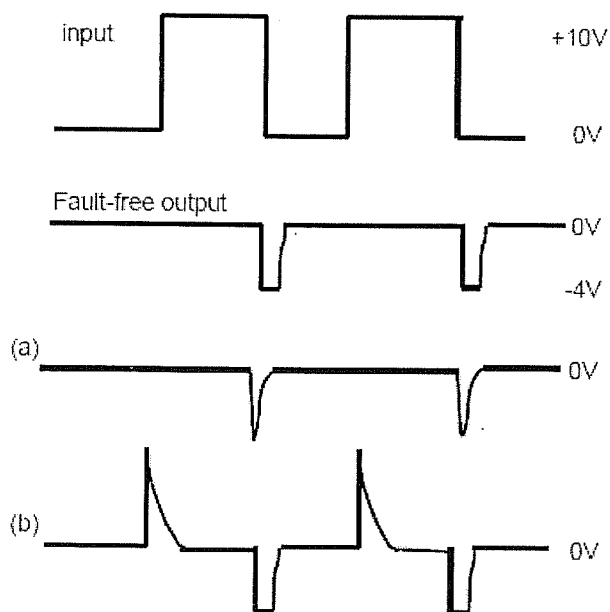 input +10V
0V
Fault-free output
0V
-4V
(a) 0V
(b) 0V